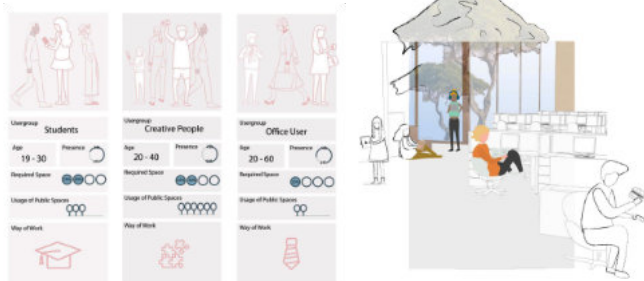 Usergroup
Students
Age
19 - 30
Presence
Required Space
Usage of Public Spaces
Way of Work
Usergroup
Creative People
Age
20 - 40
Presence
Required Space
Usage of Public Spaces
Way of Work
Usergroup
Office User
Age
20 - 60
Presence
Required Space
Usage of Public Spaces
Way of Work